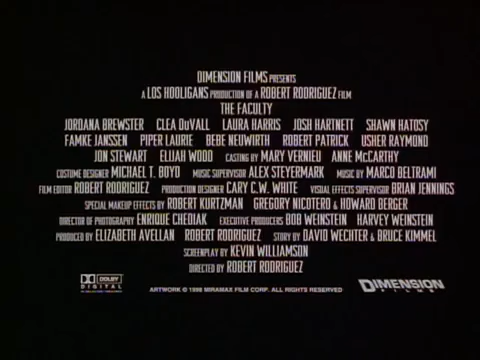 DIMENSION FILMS PRESENTS
A LOS HOOLIGANS PRODUCTION OF A ROBERT RODRIGUEZ FILM
THE FACULTY
JORDANA BREWSTER CLEA DUVALL LAURA HARRIS JOSH HARTNETT SHAWN HATOSY
FAMKE JANSSEN PIPER LAURIE BEBE NEUWIRTH ROBERT PATRICK USHER RAYMOND
JON STEWART ELIJAH WOOD CASTING BY MARY VERNIEU ANNE McCARTHY
COSTUME DESIGNER MICHAEL T. BOYD MUSIC SUPERVISOR ALEX STEYERMARK MUSIC BY MARCO BELTRAMI
FILM EDITOR ROBERT RODRIGUEZ PRODUCTION DESIGNER CARY C.W. WHITE VISUAL EFFECTS SUPERVISOR BRIAN JENNINGS
SPECIAL MAKEUP EFFECTS BY ROBERT KURTZMAN GREGORY NICOTERO & HOWARD BERGER
DIRECTOR OF PHOTOGRAPHY ENRIQUE CHEDIAK EXECUTIVE PRODUCERS BOB WEINSTEIN HARVEY WEINSTEIN
PRODUCED BY ELIZABETH AVELLAN ROBERT RODRIGUEZ STORY BY DAVID WECHTER & BRUCE KIMMEL
SCREENPLAY BY KEVIN WILLIAMSON
DIRECTED BY ROBERT RODRIGUEZ
DOLBY
DIGITAL
ARTWORK © 1998 MIRAMAX FILM CORP. ALL RIGHTS RESERVED
DIMENSION
FILMS